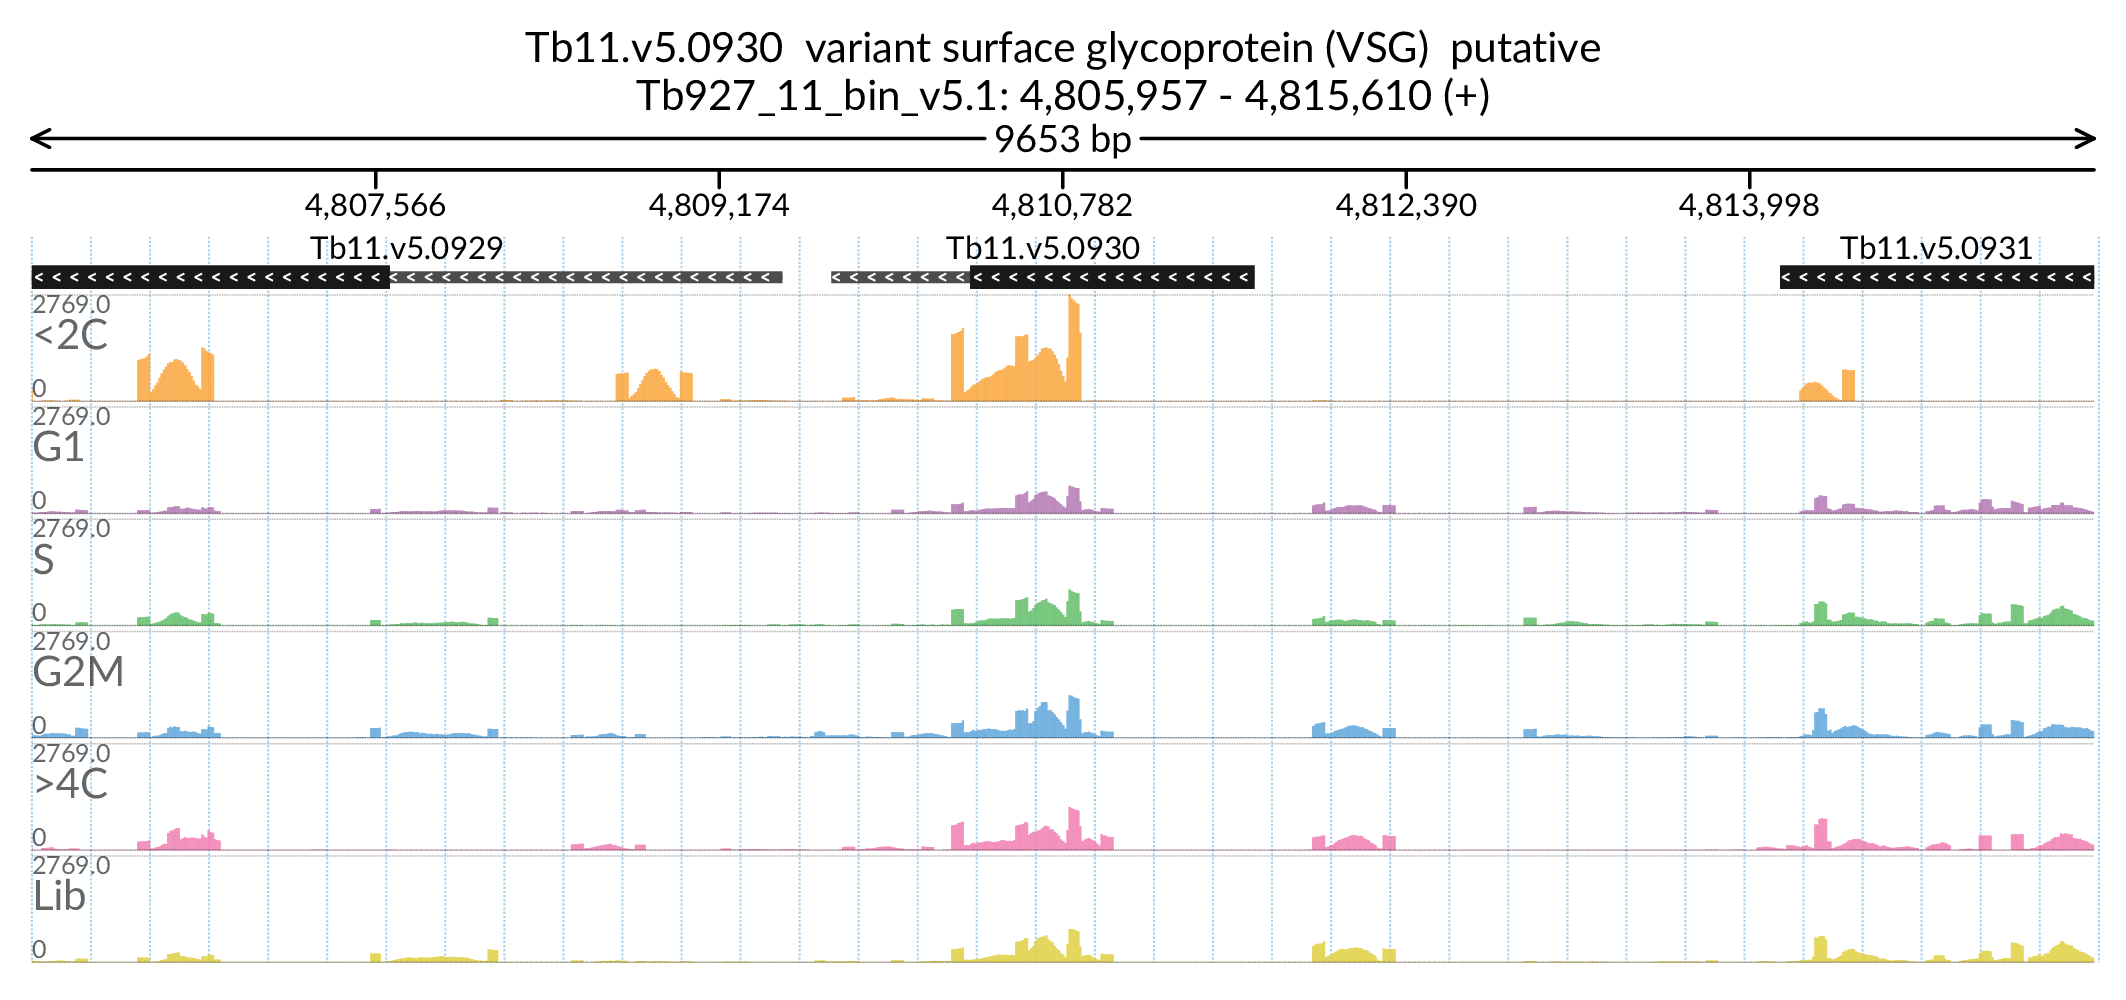 Tb11.v5.0930 variant surface glycoprotein (VSG) putative
Tb927_11_bin_v5.1: 4,805,957 - 4,815,610 (+)
9653 bp
4,807,566 4,809,174 4,810,782 4,812,390 4,813,998
Tb11.v5.0929 Tb11.v5.0930 Tb11.v5.0931
2769.0
<2C
0
2769.0
G1
0
2769.0
S
0
2769.0
G2M
0
2769.0
>4C
0
2769.0
Lib
0